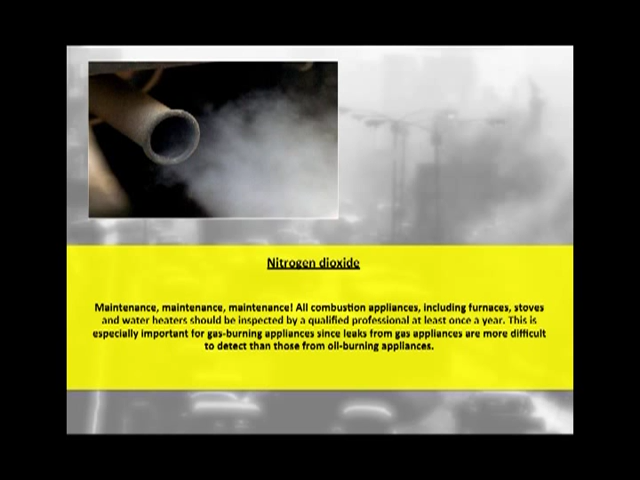 Nitrogen dioxide
Maintenance, maintenance, maintenance! All combustion appliances, including furnaces, stoves
and water heaters should be inspected by a qualified professional at least once a year. This is
especially important for gas-burning appliances since leaks from gas appliances are more difficult
to detect than those from oil-burning appliances.